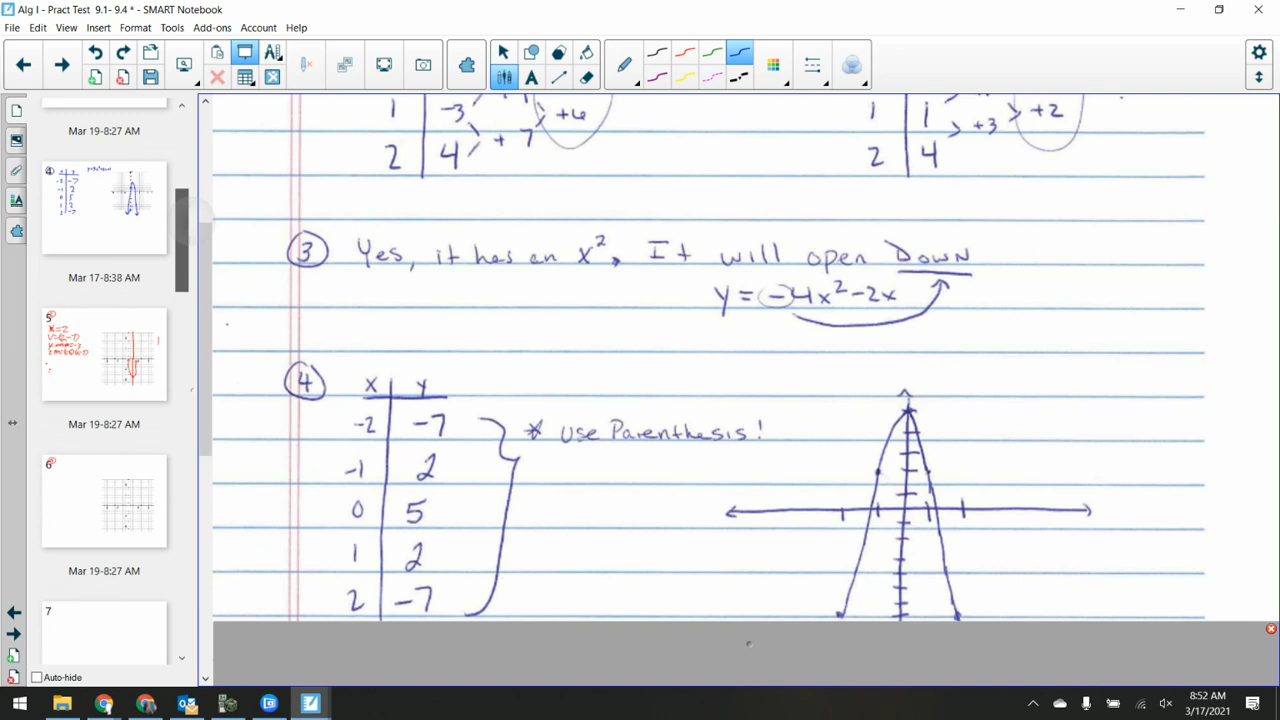 Alg I - Pract Test 9.1- 9.4 * - SMART Notebook
File Edit View Insert Format Tools Add-ons Account Help
Mar 19-8:27 AM
Mar 17-8:38 AM
5
Mar 19-8:27 AM
6
Mar 19-8:27 AM
7
Auto-hide
1 -3 +6
+7
2 4
1 1 +2
+3
2 4
3 Yes, it has an x². It will open Down
y = -4x²-2x
4 x y
-2 -7
* Use Parenthesis!
-1 2
0 5
1 2
2 -7
8:52 AM
3/17/2021